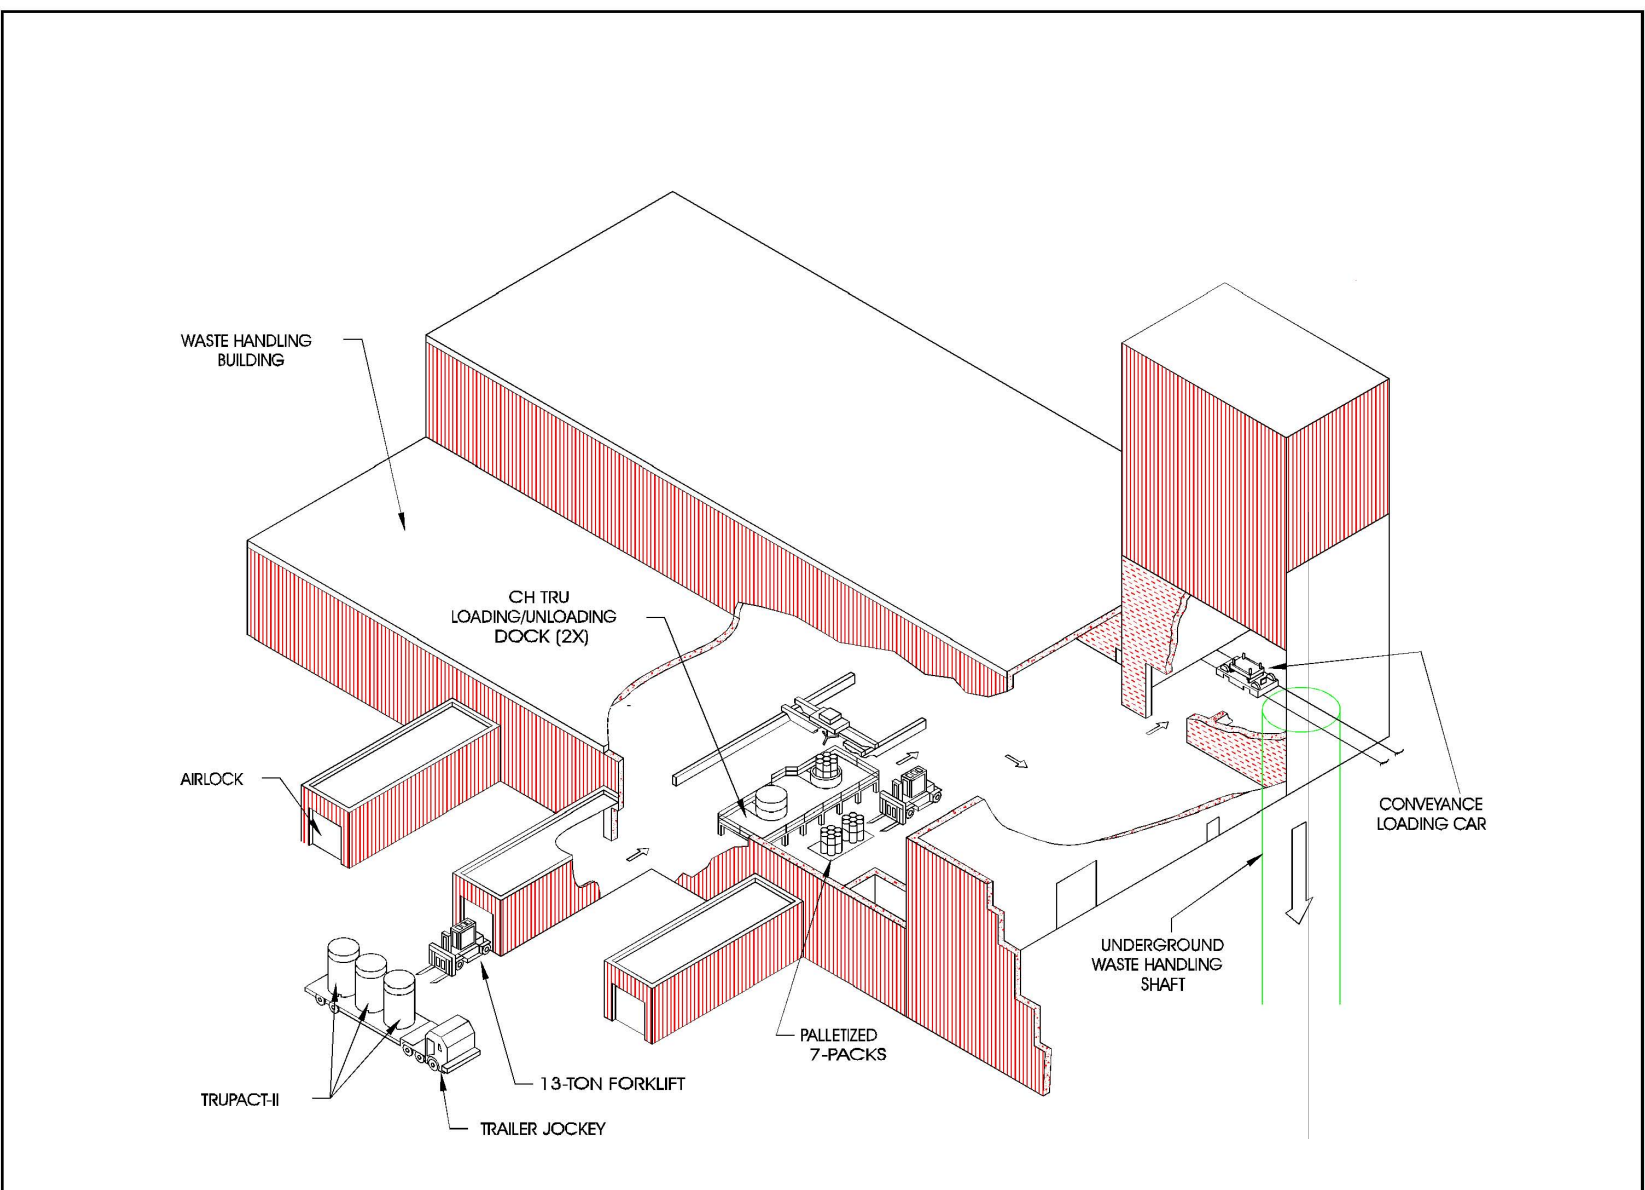 WASTE HANDLING
BUILDING
CH TRU
LOADING/UNLOADING
DOCK (2X)
AIRLOCK
CONVEYANCE
LOADING CAR
UNDERGROUND
WASTE HANDLING
SHAFT
PALLETIZED
7-PACKS
13-TON FORKLIFT
TRUPACT-II
TRAILER JOCKEY